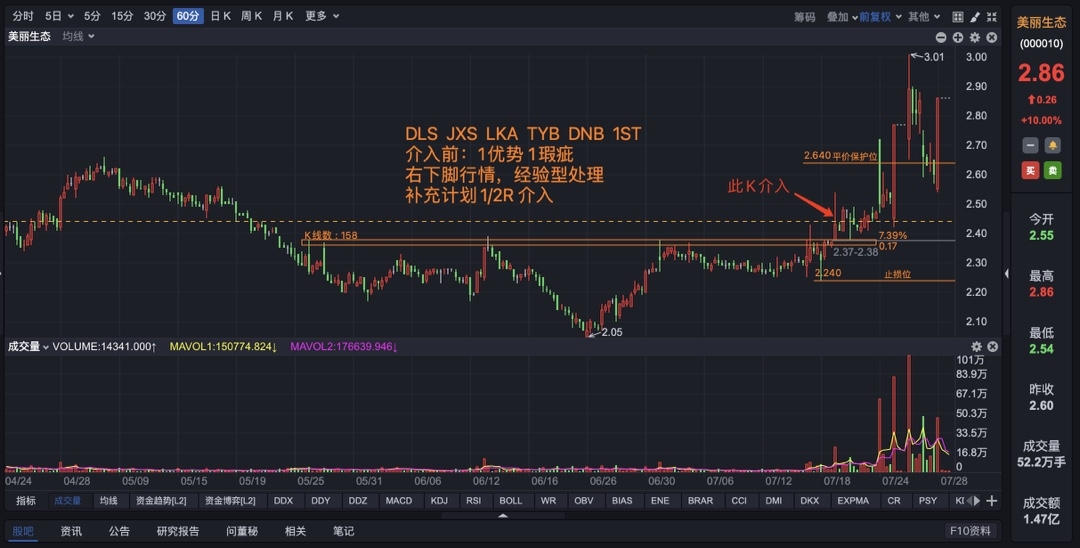 分时 5日 5分 15分 30分 60分 日K 周K 月K 更多 筹码 叠加 前复权 其他
美丽生态 均线
3.00
2.90
2.80
2.70
2.60
2.50
2.40
2.30
2.20
2.10
3.01
DLS JXS LKA TYB DNB 1ST
介入前：1优势 1瑕疵
右下脚行情，经验型处理
补充计划 1/2R 介入
2.640 平价保护位
此K介入
K线数：158
7.39%
0.17
2.37-2.38
2.240 止损位
2.05
成交量 VOLUME:14341.000↑ MAVOL1:150774.824↓ MAVOL2:176639.946↓
101万
83.9万
67.1万
50.3万
33.5万
16.8万
0
04/24 04/28 05/09 05/15 05/19 05/25 05/31 06/06 06/12 06/16 06/26 06/30 07/06 07/12 07/18 07/24 07/28
指标 成交量 均线 资金趋势[L2] 资金博弈[L2] DDX DDY DDZ MACD KDJ RSI BOLL WR OBV BIAS ENE BRAR CCI DMI DKX EXPMA CR PSY
股吧 资讯 公告 研究报告 问董秘 相关 笔记 F10资料
美丽生态
(000010)
2.86
0.26
+10.00%
买 卖
今开
2.55
最高
2.86
最低
2.54
昨收
2.60
成交量
52.2万手
成交额
1.47亿